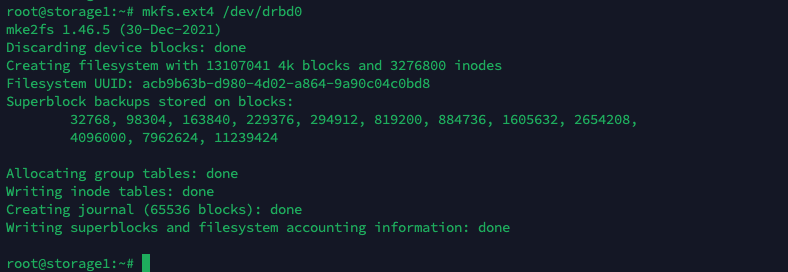 root@storage1:~# mkfs.ext4 /dev/drbd0
mke2fs 1.46.5 (30-Dec-2021)
Discarding device blocks: done
Creating filesystem with 13107041 4k blocks and 3276800 inodes
Filesystem UUID: acb9b63b-d980-4d02-a864-9a90c04c0bd8
Superblock backups stored on blocks:
        32768, 98304, 163840, 229376, 294912, 819200, 884736, 1605632, 2654208,
        4096000, 7962624, 11239424

Allocating group tables: done
Writing inode tables: done
Creating journal (65536 blocks): done
Writing superblocks and filesystem accounting information: done

root@storage1:~#